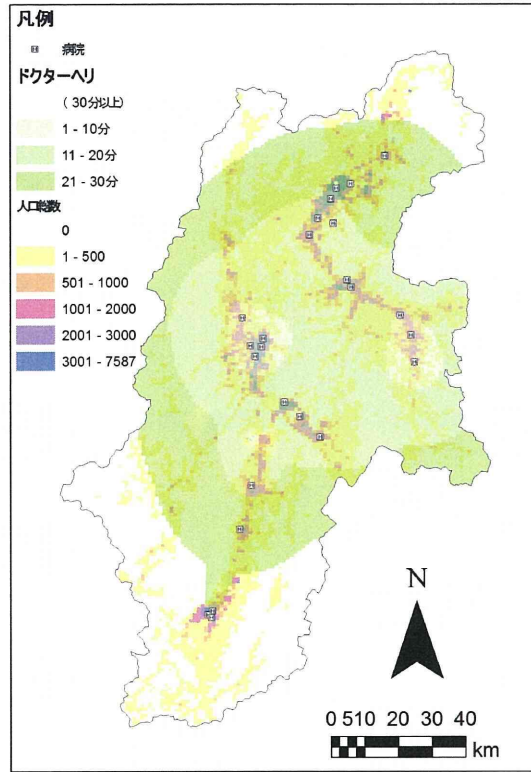 凡例
病院
ドクターヘリ
(30分以上)
1 - 10分
11 - 20分
21 - 30分
人口総数
0
1 - 500
501 - 1000
1001 - 2000
2001 - 3000
3001 - 7587
N
0 510 20 30 40
km